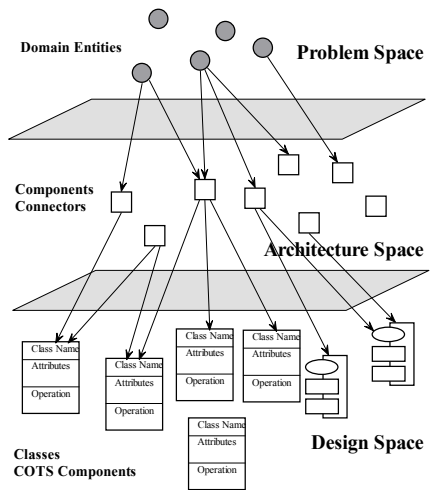 Domain Entities
Problem Space
Components
Connectors
Architecture Space
Class Name
Attributes
Operation
Class Name
Attributes
Operation
Class Name
Attributes
Operation
Class Name
Attributes
Operation
Class Name
Attributes
Operation
Classes
COTS Components
Design Space